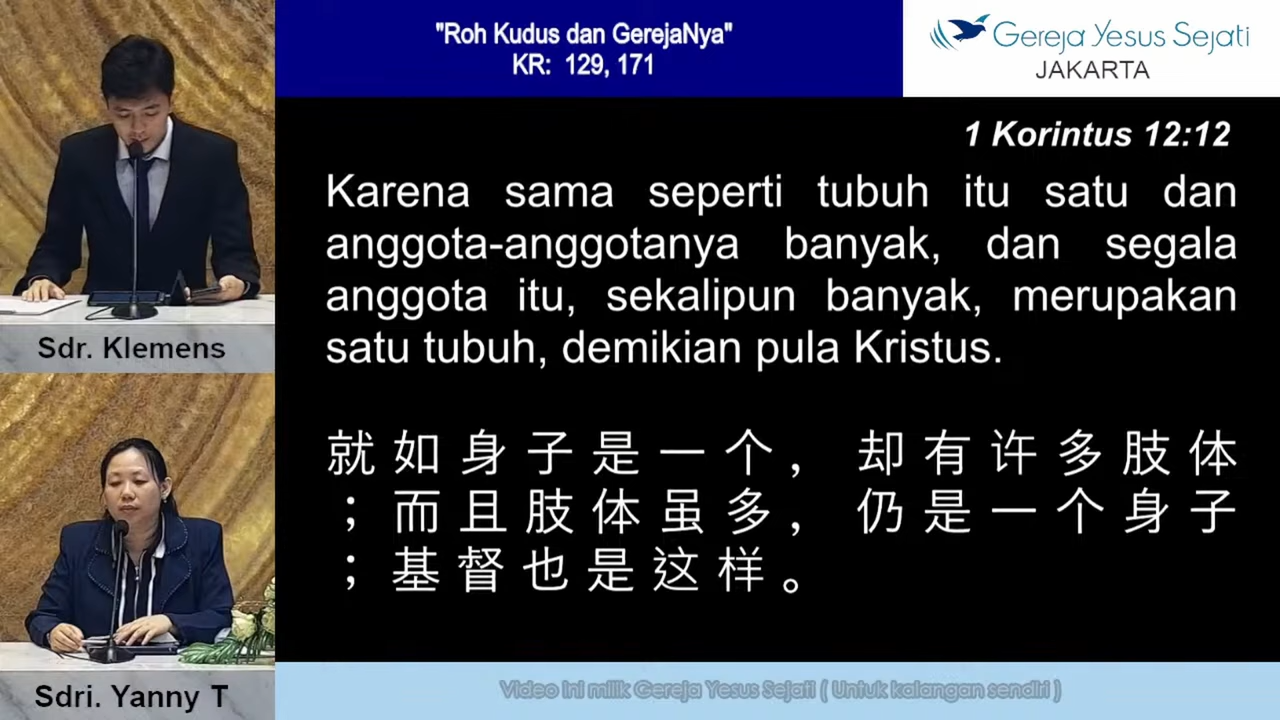 "Roh Kudus dan GerejaNya"
KR: 129, 171
Gereja Yesus Sejati
JAKARTA
1 Korintus 12:12
Karena sama seperti tubuh itu satu dan
anggota-anggotanya banyak, dan segala
anggota itu, sekalipun banyak, merupakan
satu tubuh, demikian pula Kristus.
就如身子是一个，却有许多肢体
；而且肢体虽多，仍是一个身子
；基督也是这样。
Sdr. Klemens
Sdri. Yanny T
Video ini milik Gereja Yesus Sejati ( Untuk kalangan sendiri )